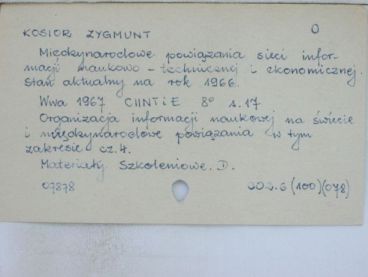 KOSIOR ZYGMUNT O
Międzynarodowe powiązania sieci infor-
macji naukowo-technicznej i ekonomicznej.
Stan aktualny na rok 1966.
Wwa 1967 CIINTiE 8° s.17
Organizacja informacji naukowej na świecie
i międzynarodowe powiązania w tym
zakresie cz.4.
Materiały Szkoleniowe. D.
07878 002.6(100)(078)